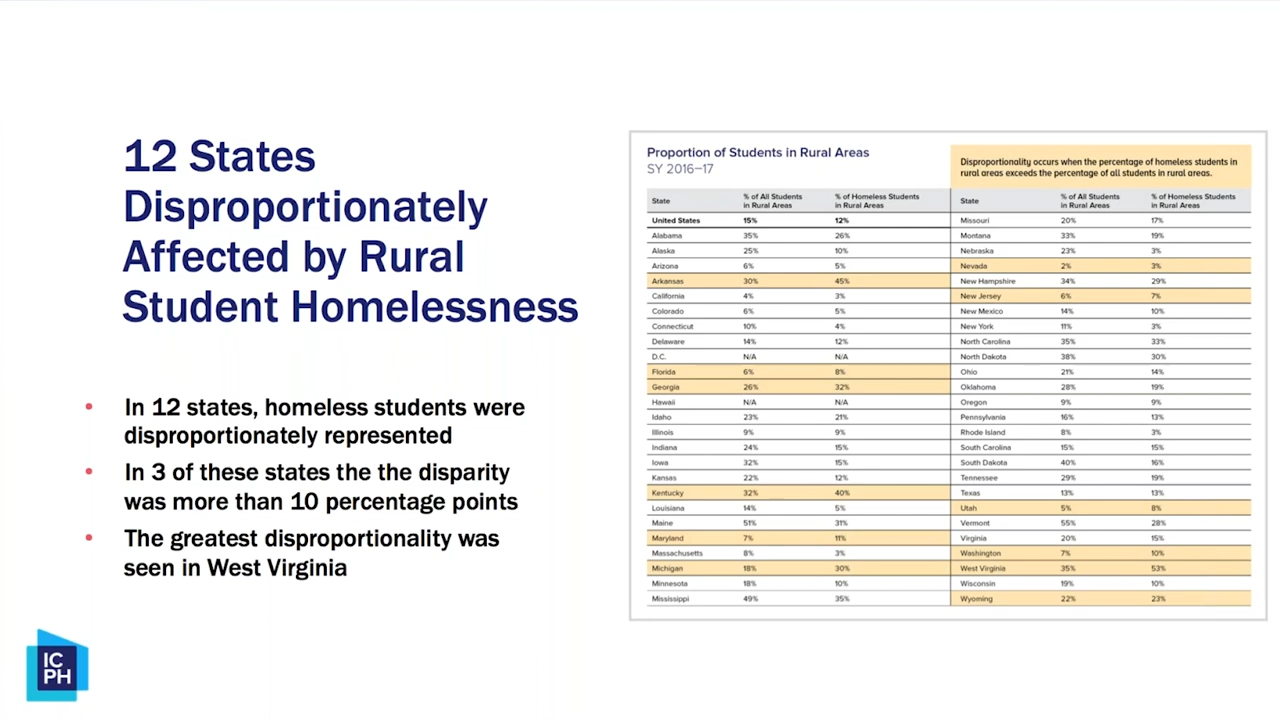 12 States
Disproportionately
Affected by Rural
Student Homelessness
• In 12 states, homeless students were
disproportionately represented
• In 3 of these states the the disparity
was more than 10 percentage points
• The greatest disproportionality was
seen in West Virginia
IC
PH
Proportion of Students in Rural Areas
SY 2016–17
Disproportionality occurs when the percentage of homeless students in
rural areas exceeds the percentage of all students in rural areas.
State % of All Students in Rural Areas % of Homeless Students in Rural Areas
United States 15% 12%
Alabama 35% 26%
Alaska 25% 10%
Arizona 6% 5%
Arkansas 30% 45%
California 4% 3%
Colorado 6% 5%
Connecticut 10% 4%
Delaware 14% 12%
D.C. N/A N/A
Florida 6% 8%
Georgia 26% 32%
Hawaii N/A N/A
Idaho 23% 21%
Illinois 9% 9%
Indiana 24% 15%
Iowa 32% 15%
Kansas 22% 12%
Kentucky 32% 40%
Louisiana 14% 5%
Maine 51% 31%
Maryland 7% 11%
Massachusetts 8% 3%
Michigan 18% 30%
Minnesota 18% 10%
Mississippi 49% 35%
State % of All Students in Rural Areas % of Homeless Students in Rural Areas
Missouri 20% 17%
Montana 33% 19%
Nebraska 23% 3%
Nevada 2% 3%
New Hampshire 34% 29%
New Jersey 6% 7%
New Mexico 14% 10%
New York 11% 3%
North Carolina 35% 33%
North Dakota 38% 30%
Ohio 21% 14%
Oklahoma 28% 19%
Oregon 9% 9%
Pennsylvania 16% 13%
Rhode Island 8% 3%
South Carolina 15% 15%
South Dakota 40% 16%
Tennessee 29% 19%
Texas 13% 13%
Utah 5% 8%
Vermont 55% 28%
Virginia 20% 15%
Washington 7% 10%
West Virginia 35% 53%
Wisconsin 19% 10%
Wyoming 22% 23%